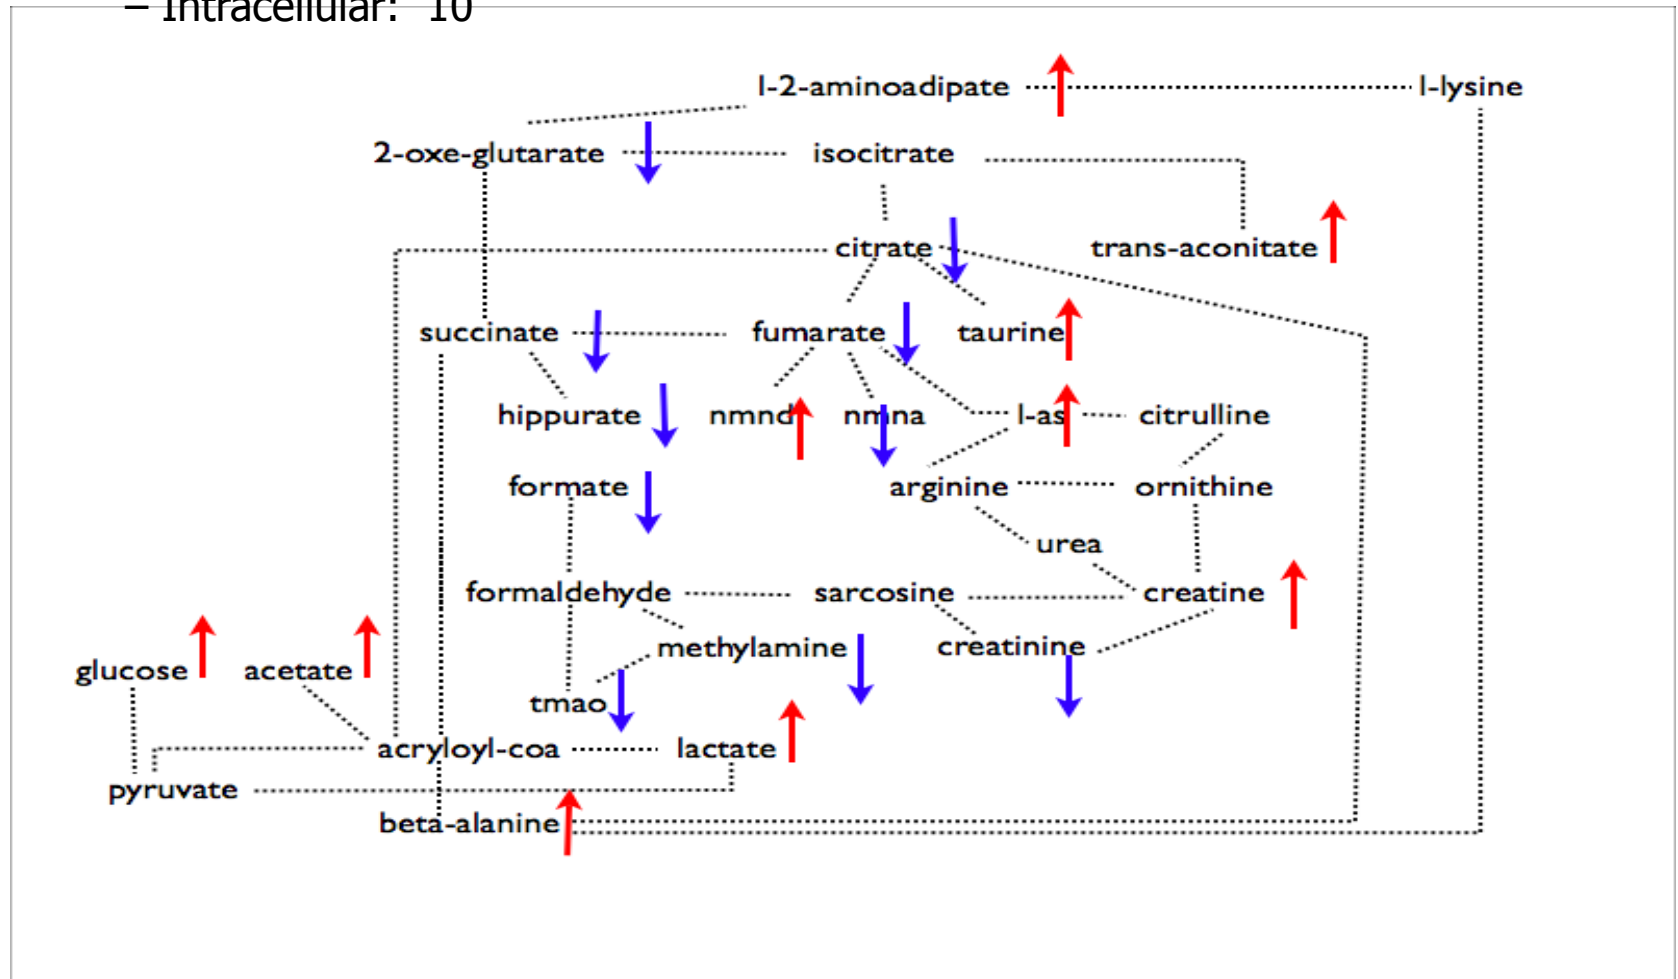 – Intracellular: 10
l-2-aminoadipate l-lysine
2-oxe-glutarate isocitrate
citrate trans-aconitate
succinate fumarate taurine
hippurate nmnd nmna l-as citrulline
formate arginine ornithine
urea
formaldehyde sarcosine creatine
methylamine creatinine
glucose acetate
tmao
acryloyl-coa lactate
pyruvate
beta-alanine